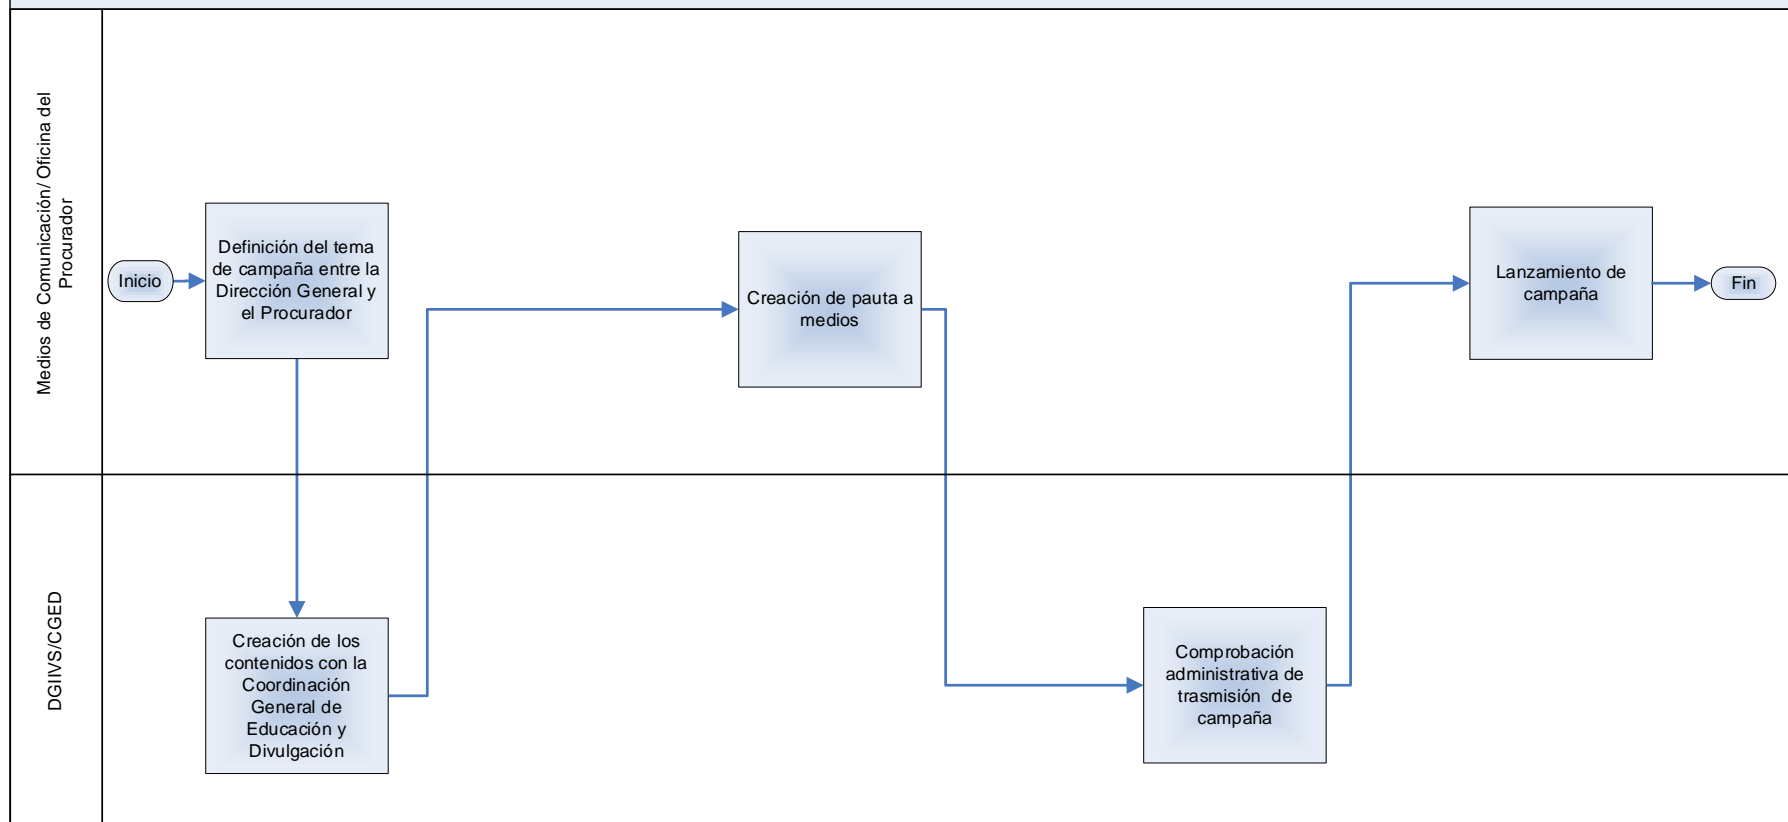 Medios de Comunicación/ Oficina del
Procurador
Inicio
Definición del tema
de campaña entre la
Dirección General y
el Procurador
Creación de pauta a
medios
Lanzamiento de
campaña
Fin
DGIIVS/CGED
Creación de los
contenidos con la
Coordinación
General de
Educación y
Divulgación
Comprobación
administrativa de
trasmisión  de
campaña